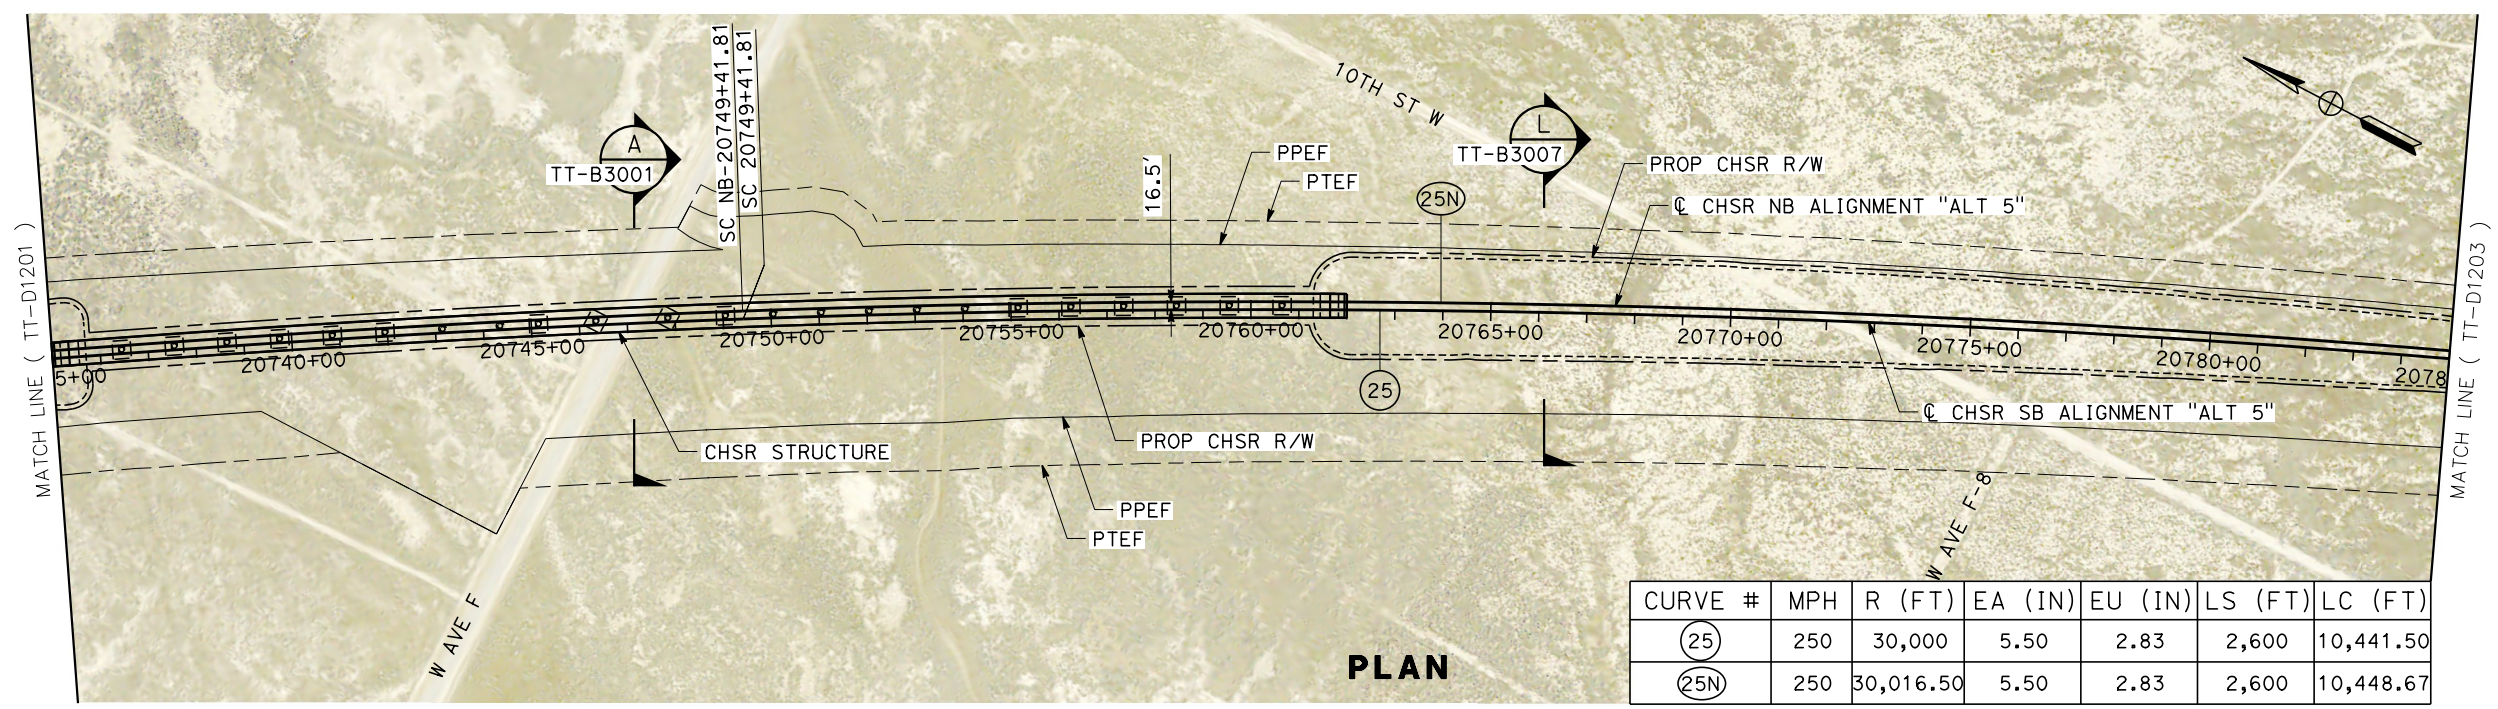 SC NB-20749+41.81
SC 20749+41.81
10TH ST W
A
TT-B3001
L
TT-B3007
PPEF
PTEF
16.5'
PROP CHSR R/W
25N
℄ CHSR NB ALIGNMENT "ALT 5"
MATCH LINE ( TT-D1201 )
MATCH LINE ( TT-D1203 )
5+00
20740+00
20745+00
20750+00
20755+00
20760+00
20765+00
20770+00
20775+00
20780+00
2078
25
℄ CHSR SB ALIGNMENT "ALT 5"
CHSR STRUCTURE
PROP CHSR R/W
PPEF
PTEF
W AVE F
W AVE F-8
PLAN
CURVE # MPH R (FT) EA (IN) EU (IN) LS (FT) LC (FT)
25 250 30,000 5.50 2.83 2,600 10,441.50
25N 250 30,016.50 5.50 2.83 2,600 10,448.67